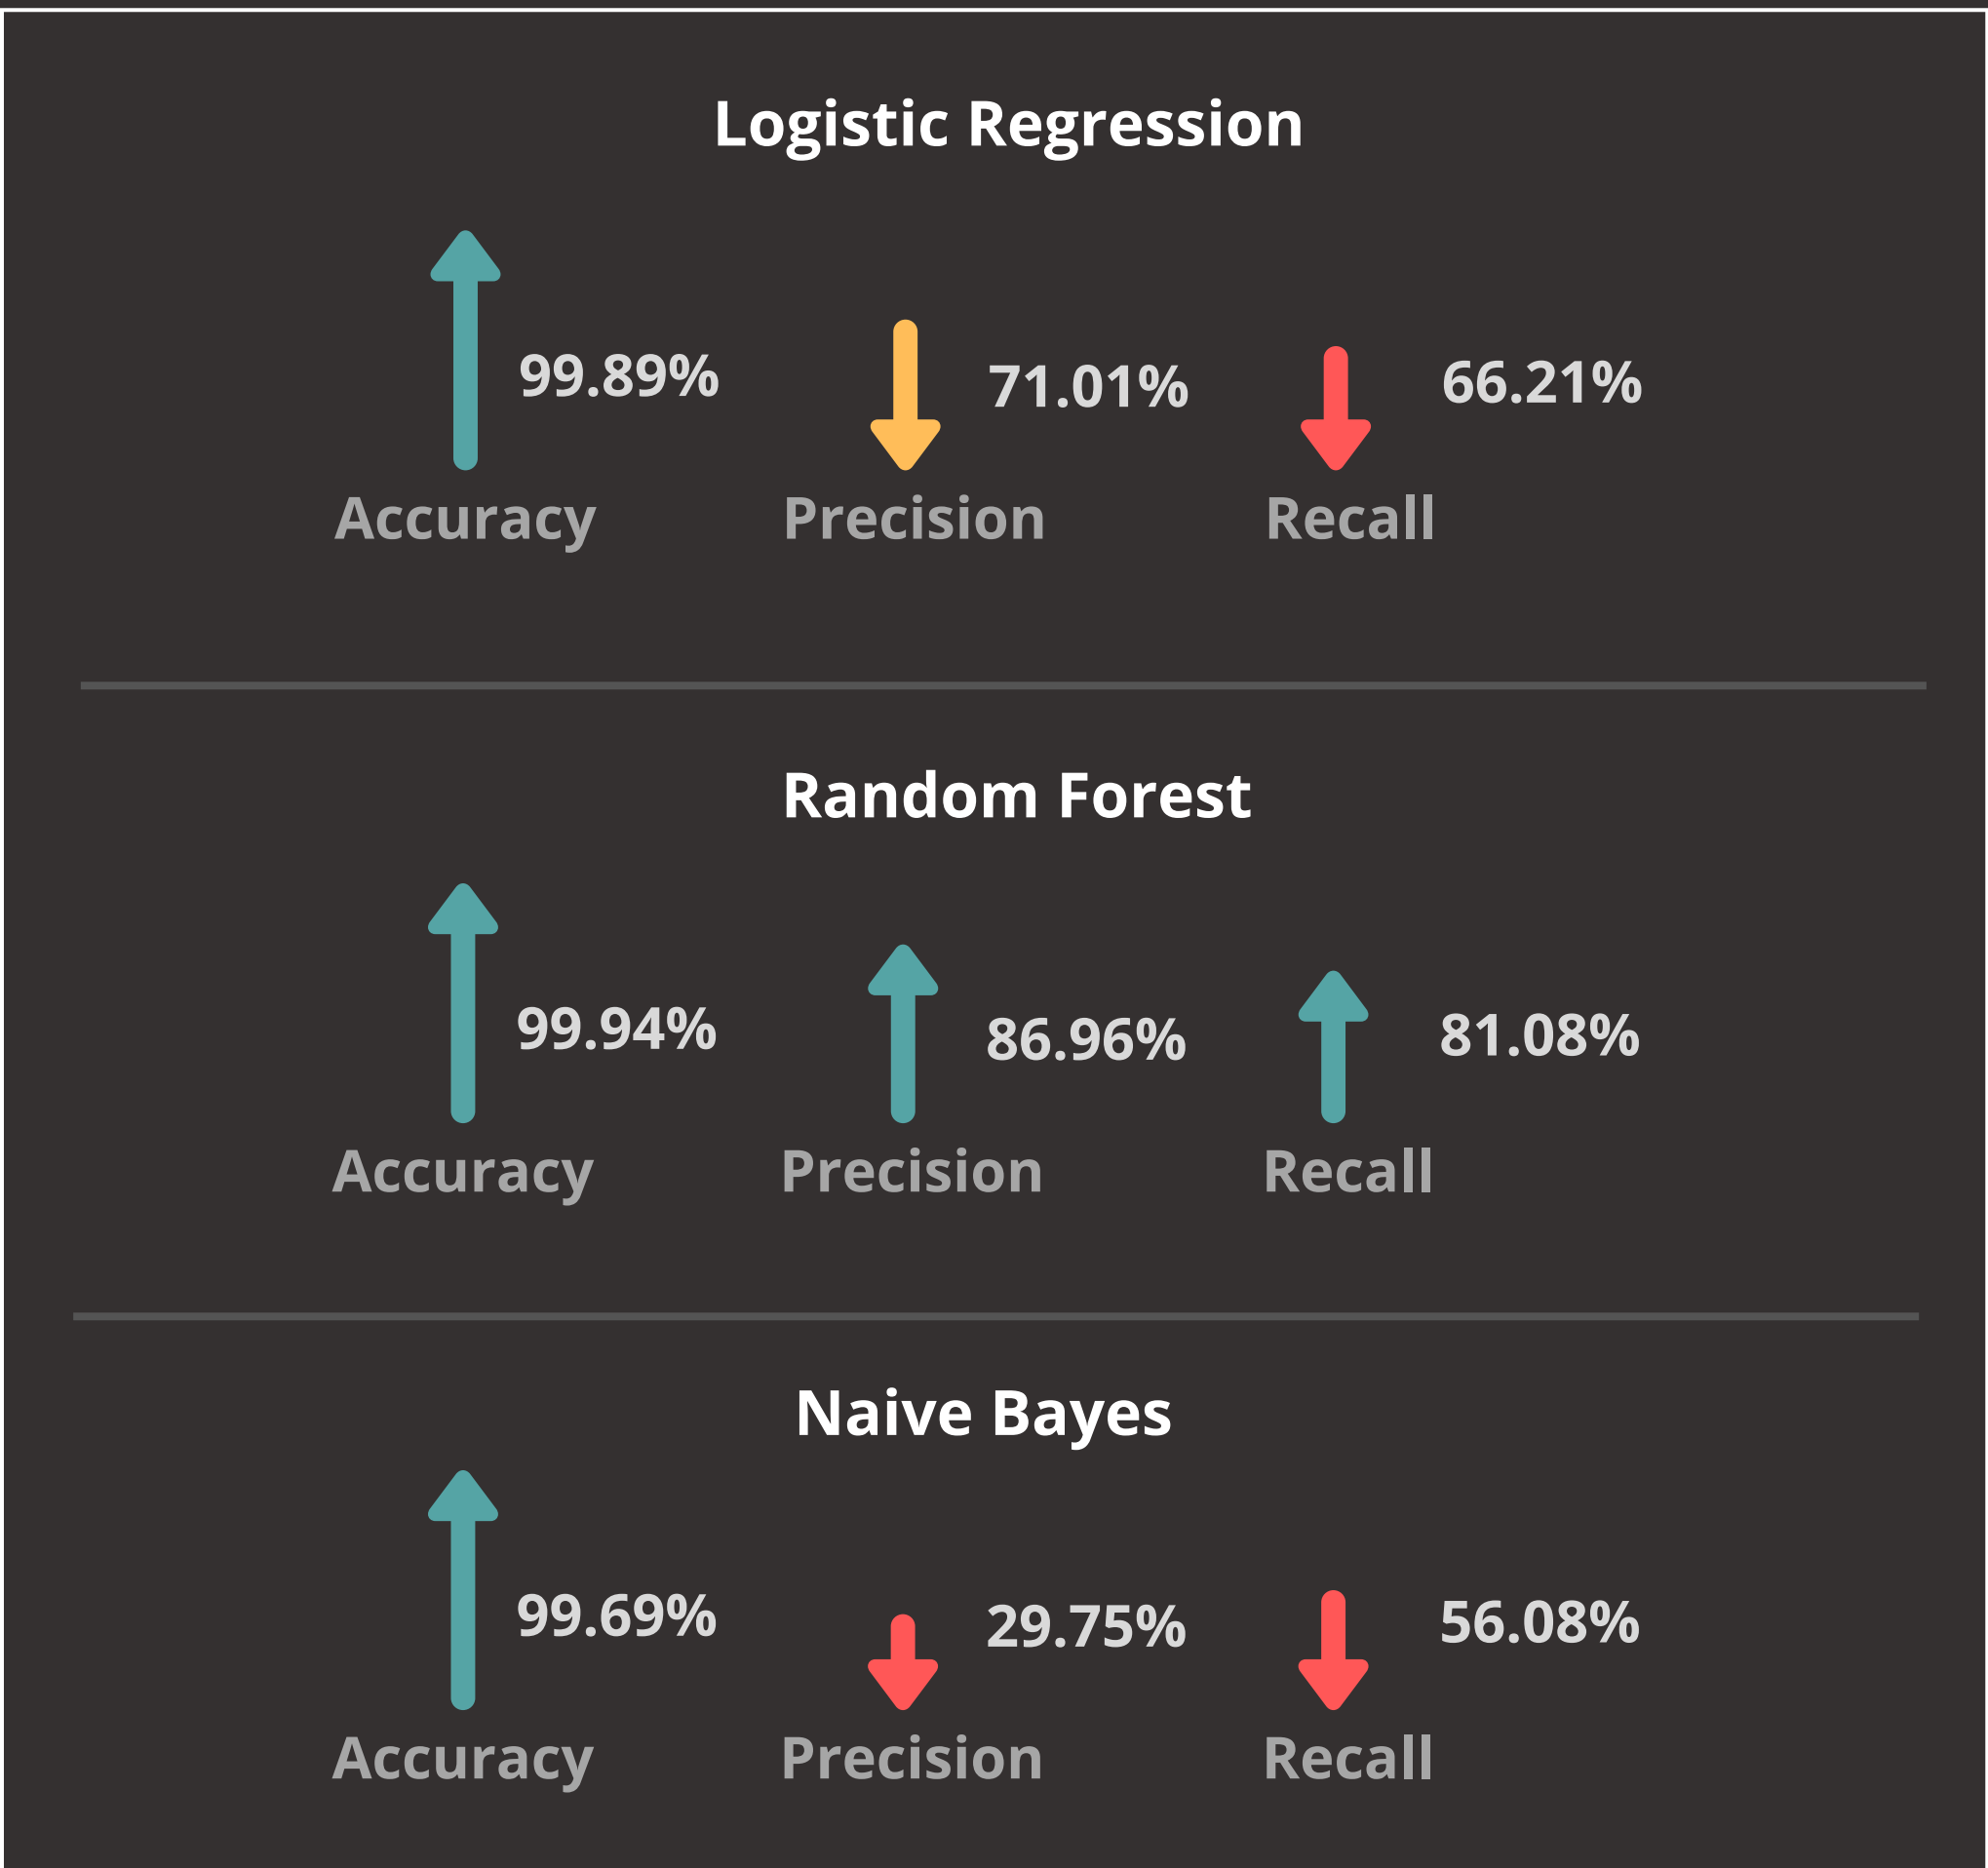 Logistic Regression
99.89%
71.01%
66.21%
Accuracy
Precision
Recall
Random Forest
99.94%
86.96%
81.08%
Accuracy
Precision
Recall
Naive Bayes
99.69%
29.75%
56.08%
Accuracy
Precision
Recall